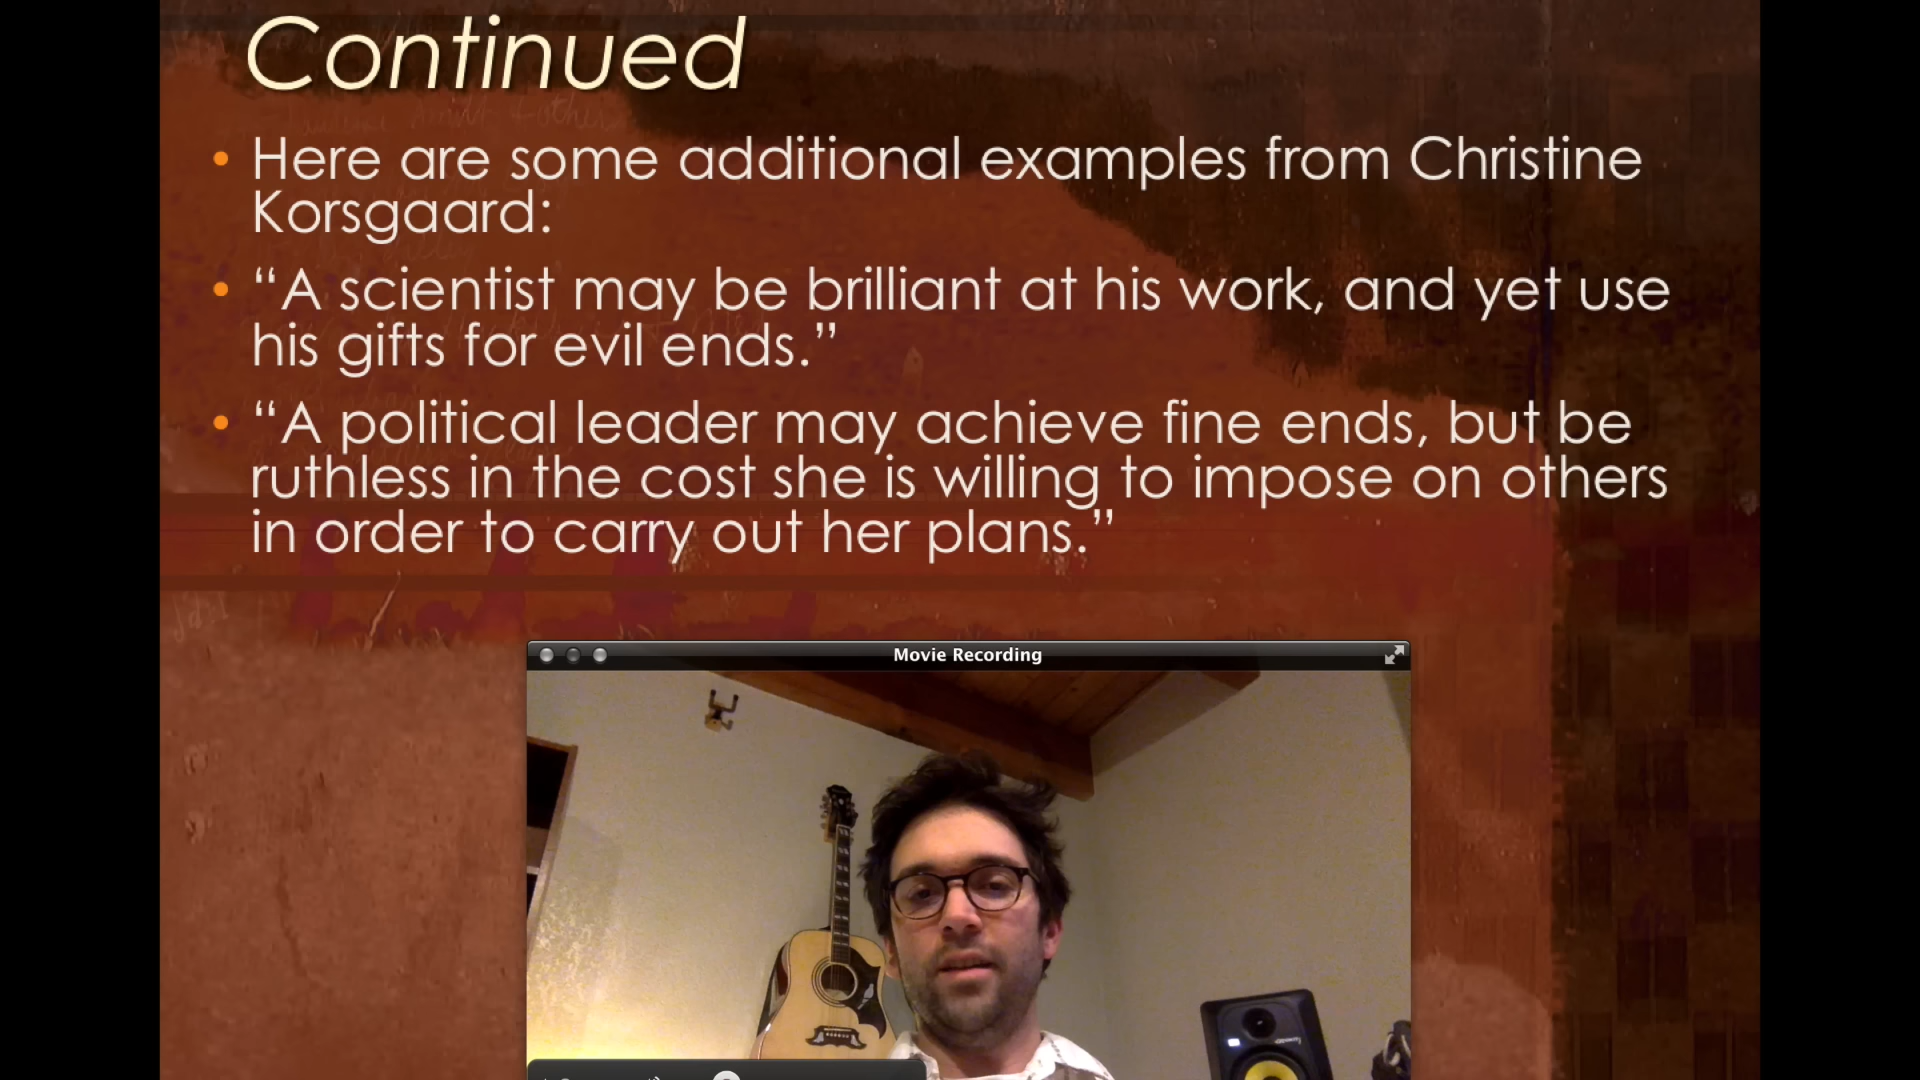 Continued
• Here are some additional examples from Christine
Korsgaard:
• “A scientist may be brilliant at his work, and yet use
his gifts for evil ends.”
• “A political leader may achieve fine ends, but be
ruthless in the cost she is willing to impose on others
in order to carry out her plans.”
Movie Recording